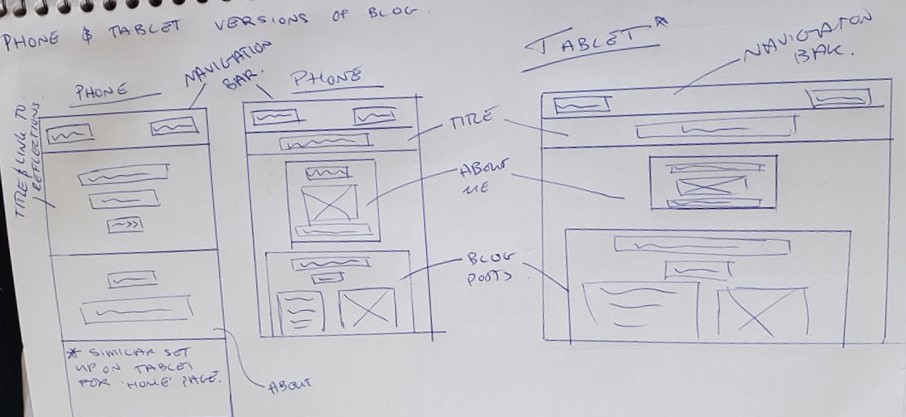 PHONE & TABLET VERSIONS OF BLOG.
PHONE
NAVIGATION
BAR.
PHONE
TABLET*
NAVIGATION
BAR.
TITLE & LINK TO
REFLECTIONS
TITLE
ABOUT
ME
BLOG
POSTS
* SIMILAR SET
UP ON TABLET
FOR 'HOME' PAGE.
ABOUT